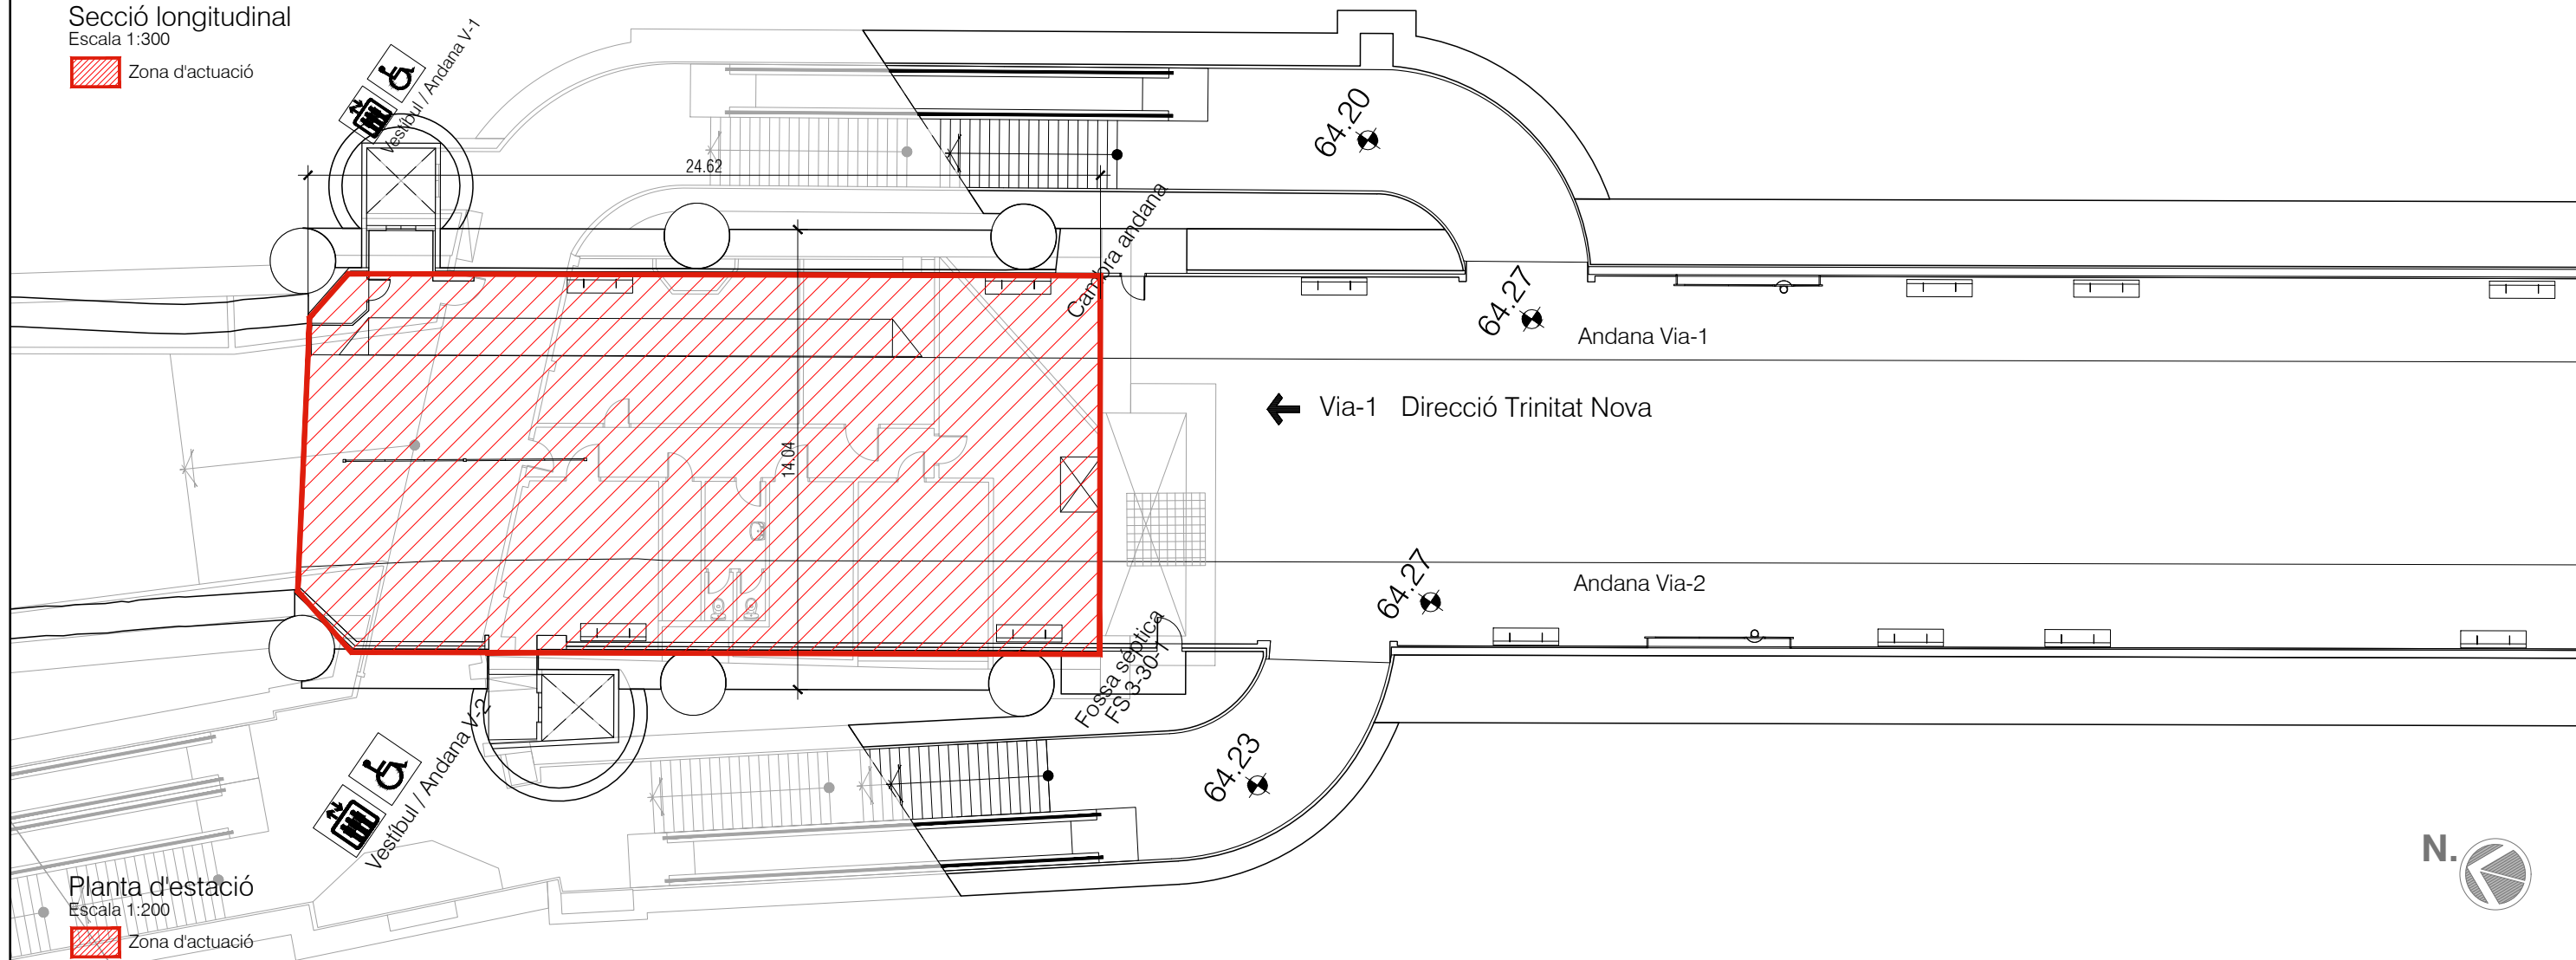 Secció longitudinal
Escala 1:300
Zona d'actuació
Vestíbul / Andana V-1
24.62
64.20
Cambra andana
64.27
Andana Via-1
Via-1 Direcció Trinitat Nova
14.04
64.27
Andana Via-2
Fossa sèptica
FS-3-30-1
64.23
Vestíbul / Andana V-2
N.
Planta d'estació
Escala 1:200
Zona d'actuació